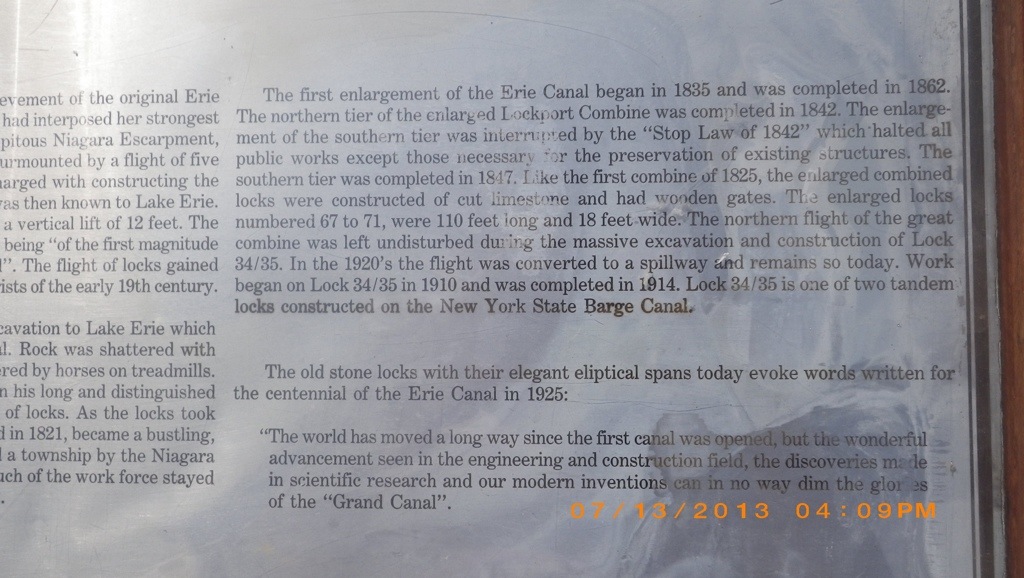 evement of the original Erie
had interposed her strongest
pitous Niagara Escarpment,
urmounted by a flight of five
arged with constructing the
as then known to Lake Erie.
a vertical lift of 12 feet. The
being "of the first magnitude
l". The flight of locks gained
ists of the early 19th century.
cavation to Lake Erie which
l. Rock was shattered with
red by horses on treadmills.
n his long and distinguished
of locks. As the locks took
d in 1821, became a bustling,
l a township by the Niagara
uch of the work force stayed
.
The first enlargement of the Erie Canal began in 1835 and was completed in 1862.
The northern tier of the enlarged Lockport Combine was completed in 1842. The enlarge-
ment of the southern tier was interrupted by the "Stop Law of 1842" which halted all
public works except those necessary for the preservation of existing structures. The
southern tier was completed in 1847. Like the first combine of 1825, the enlarged combined
locks were constructed of cut limestone and had wooden gates. The enlarged locks
numbered 67 to 71, were 110 feet long and 18 feet wide. The northern flight of the great
combine was left undisturbed during the massive excavation and construction of Lock
34/35. In the 1920's the flight was converted to a spillway and remains so today. Work
began on Lock 34/35 in 1910 and was completed in 1914. Lock 34/35 is one of two tandem
locks constructed on the New York State Barge Canal.
The old stone locks with their elegant eliptical spans today evoke words written for
the centennial of the Erie Canal in 1925:
"The world has moved a long way since the first canal was opened, but the wonderful
advancement seen in the engineering and construction field, the discoveries made
in scientific research and our modern inventions can in no way dim the glories
of the "Grand Canal".
07/13/2013 04:09PM